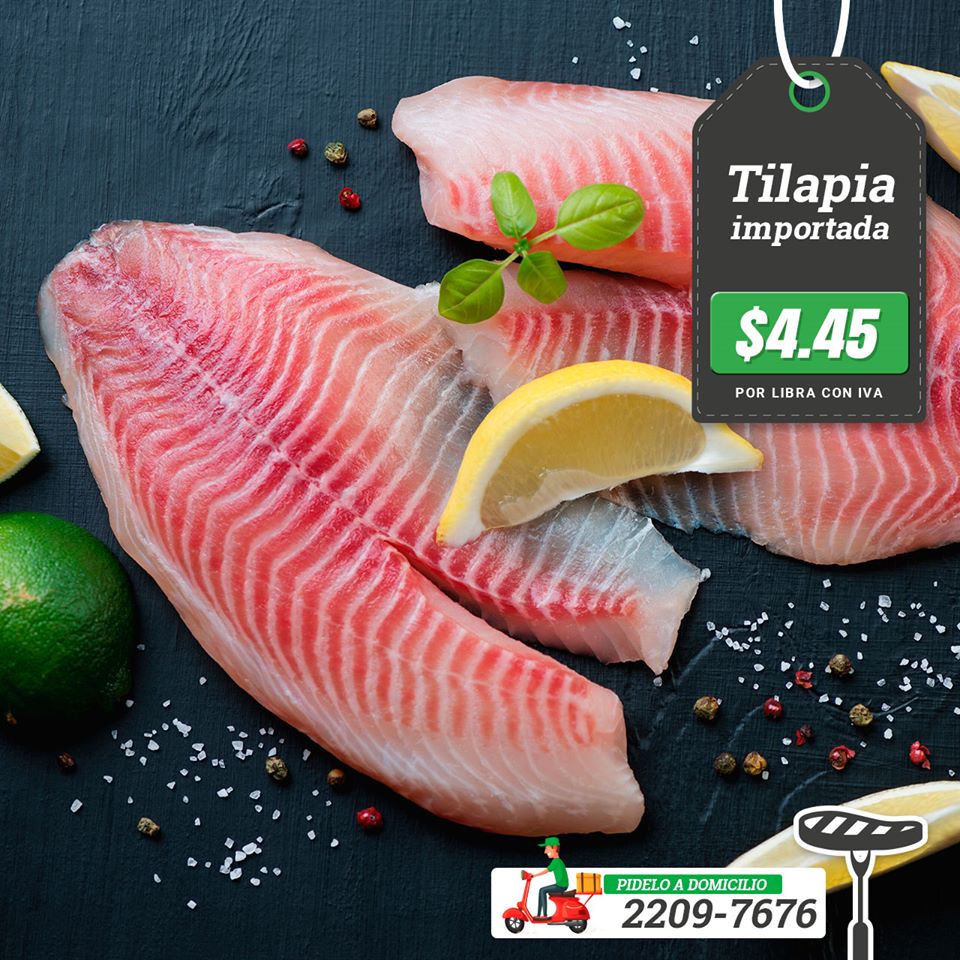 Tilapia
importada
$4.45
POR LIBRA CON IVA
PIDELO A DOMICILIO
2209-7676